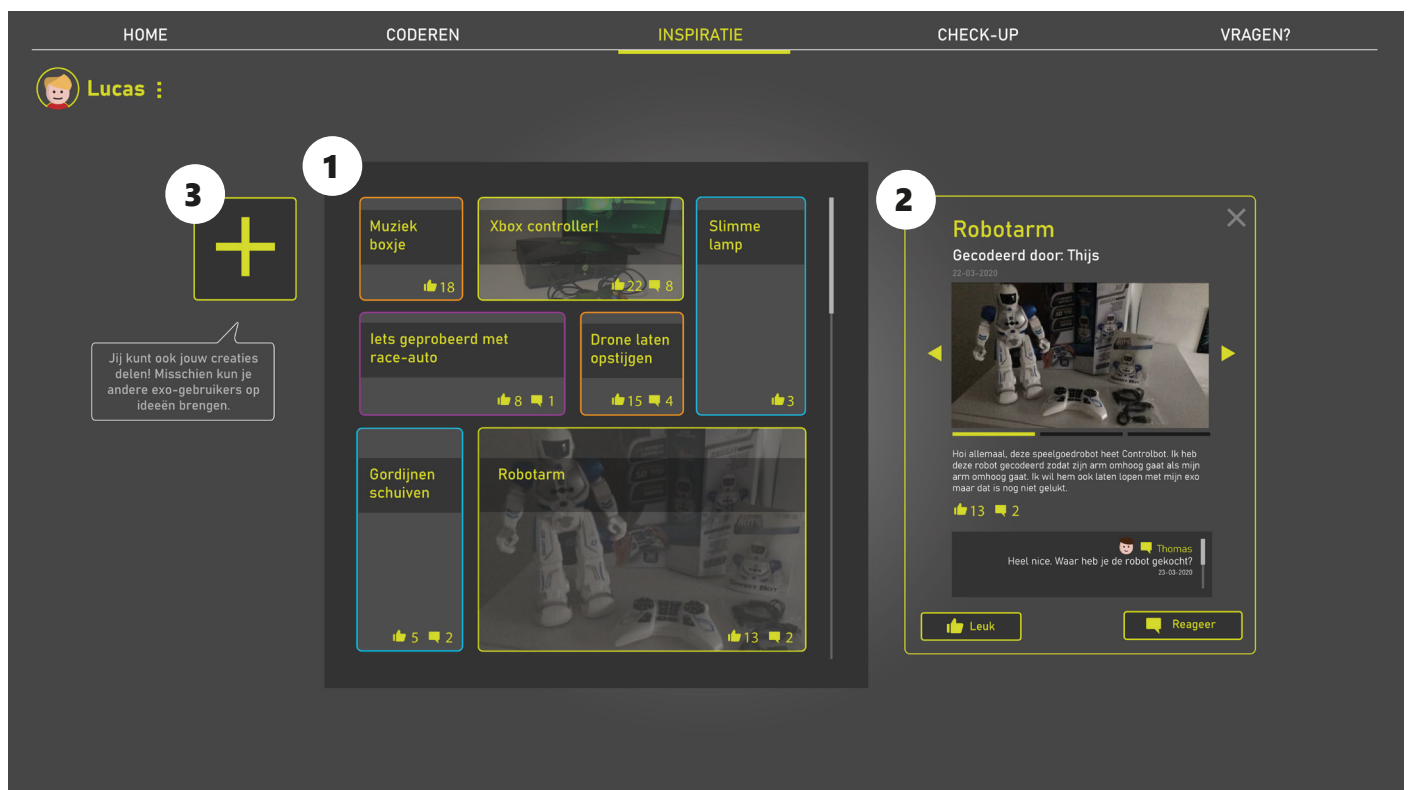 HOME
CODEREN
INSPIRATIE
CHECK-UP
VRAGEN?
Lucas
3
Jij kunt ook jouw creaties
delen! Misschien kun je
andere exo-gebruikers op
ideeën brengen.
1
Muziek
boxje
18
Xbox controller!
22
8
Slimme
lamp
3
Iets geprobeerd met
race-auto
8
1
Drone laten
opstijgen
15
4
Gordijnen
schuiven
5
2
Robotarm
13
2
2
Robotarm
Gecodeerd door: Thijs
22-03-2020
Hoi allemaal, deze speelgoedrobot heet Controlbot. Ik heb
deze robot gecodeerd zodat zijn arm omhoog gaat als mijn
arm omhoog gaat. Ik wil hem ook laten lopen met mijn exo
maar dat is nog niet gelukt.
13
2
Thomas
Heel nice. Waar heb je de robot gekocht?
23-03-2020
Leuk
Reageer